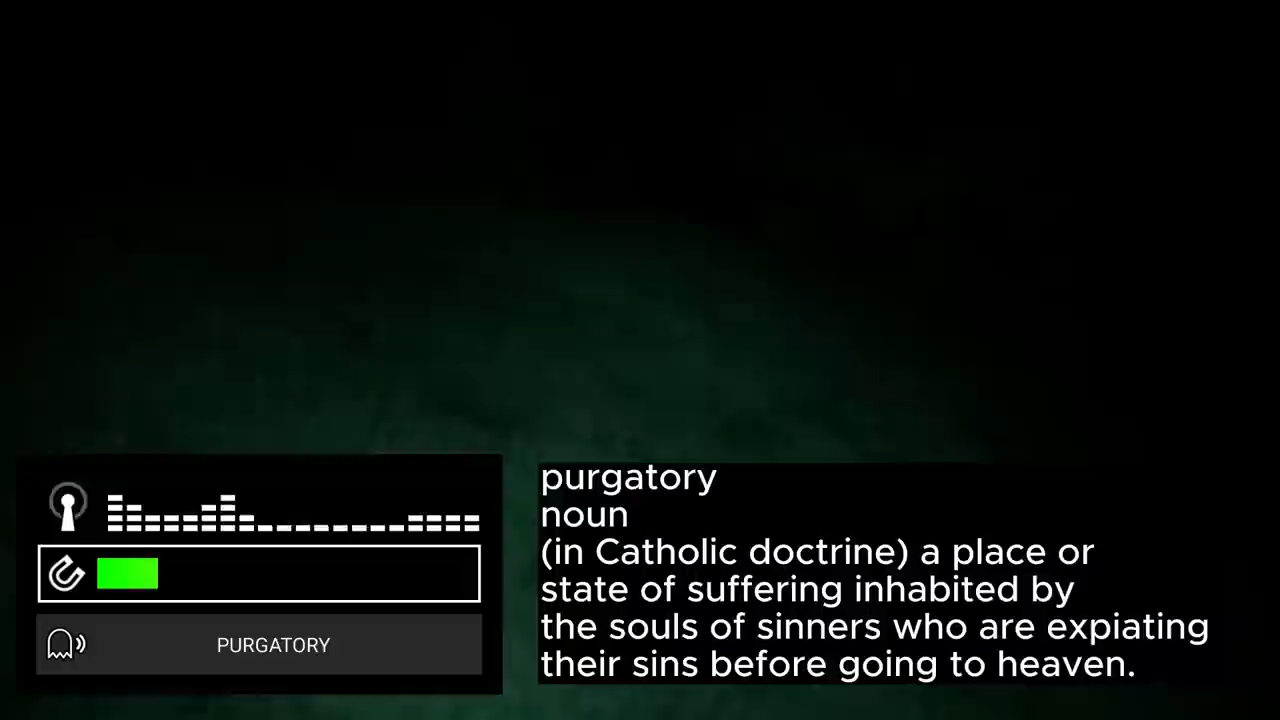 PURGATORY
purgatory
noun
(in Catholic doctrine) a place or
state of suffering inhabited by
the souls of sinners who are expiating
their sins before going to heaven.